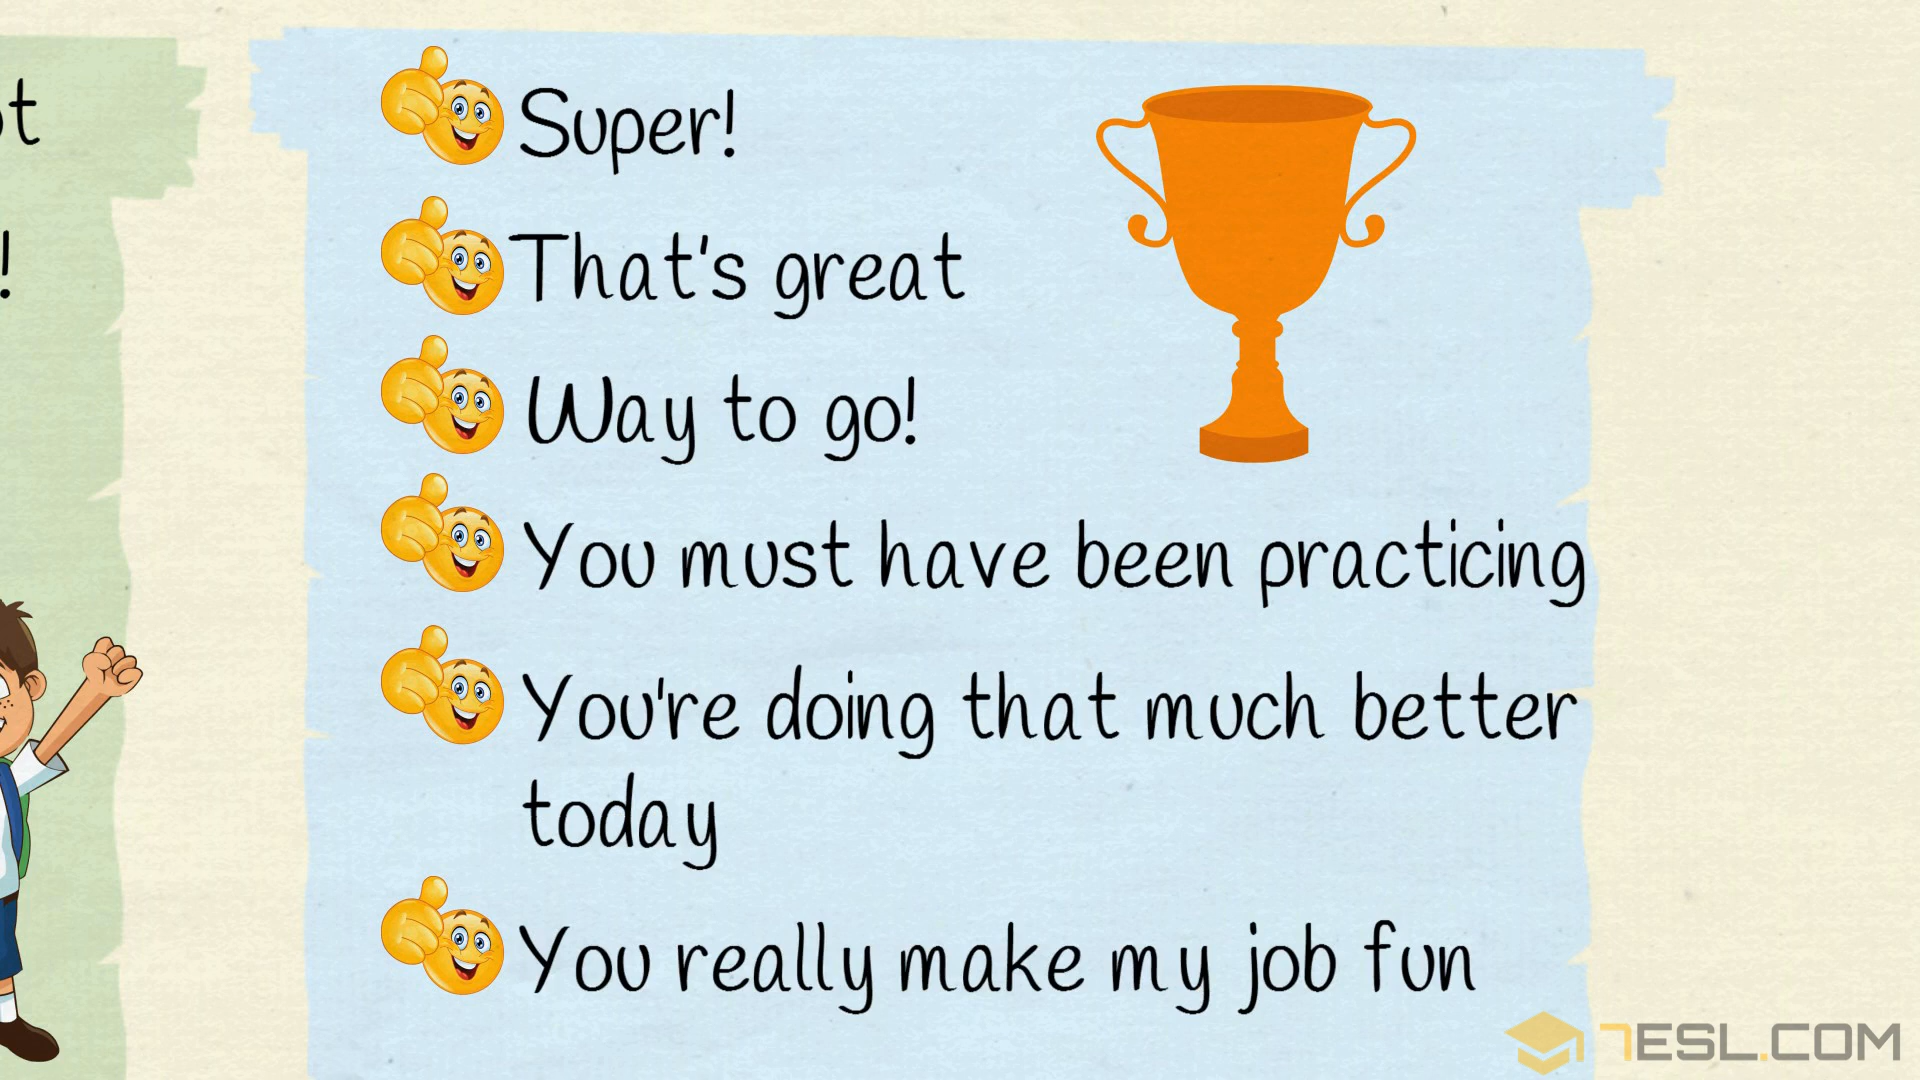 Super!
That's great
Way to go!
You must have been practicing
You're doing that much better
today
You really make my job fun
7ESL.COM